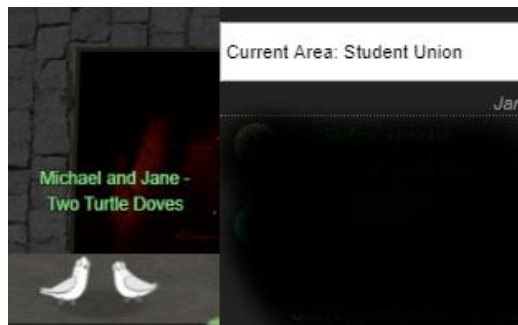 Michael and Jane -
Two Turtle Doves
Current Area: Student Union